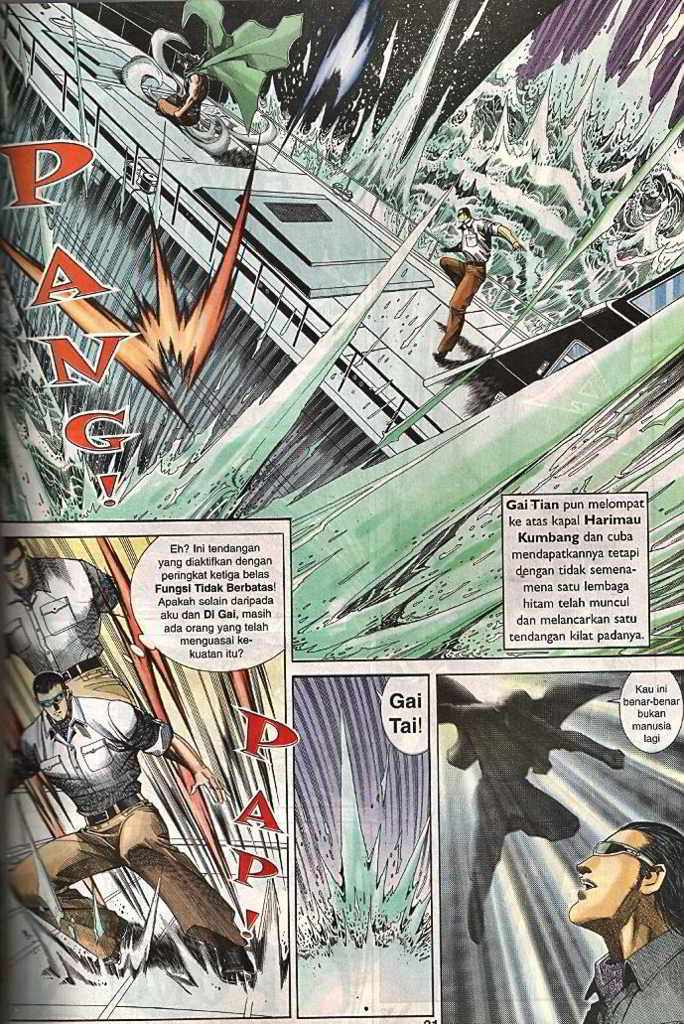 PANG!
Gai Tian pun melompat
ke atas kapal Harimau
Kumbang dan cuba
mendapatkannya tetapi
dengan tidak semena-
mena satu lembaga
hitam telah muncul
dan melancarkan satu
tendangan kilat padanya.
Eh? Ini tendangan
yang diaktifkan dengan
peringkat ketiga belas
Fungsi Tidak Berbatas!
Apakah selain daripada
aku dan Di Gai, masih
ada orang yang telah
menguasai ke-
kuatan itu?
PAP!
Gai
Tai!
Kau ini
benar-benar
bukan
manusia
lagi
21